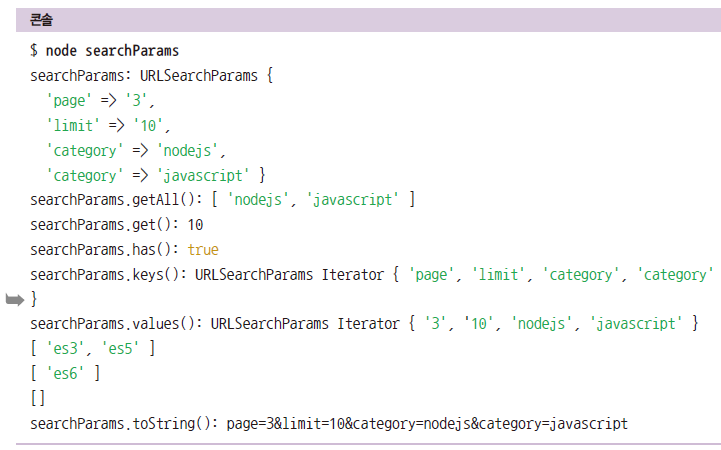 콘솔
$ node searchParams
searchParams: URLSearchParams {
  'page' => '3',
  'limit' => '10',
  'category' => 'nodejs',
  'category' => 'javascript' }
searchParams.getAll(): [ 'nodejs', 'javascript' ]
searchParams.get(): 10
searchParams.has(): true
searchParams.keys(): URLSearchParams Iterator { 'page', 'limit', 'category', 'category'
}
searchParams.values(): URLSearchParams Iterator { '3', '10', 'nodejs', 'javascript' }
[ 'es3', 'es5' ]
[ 'es6' ]
[]
searchParams.toString(): page=3&limit=10&category=nodejs&category=javascript